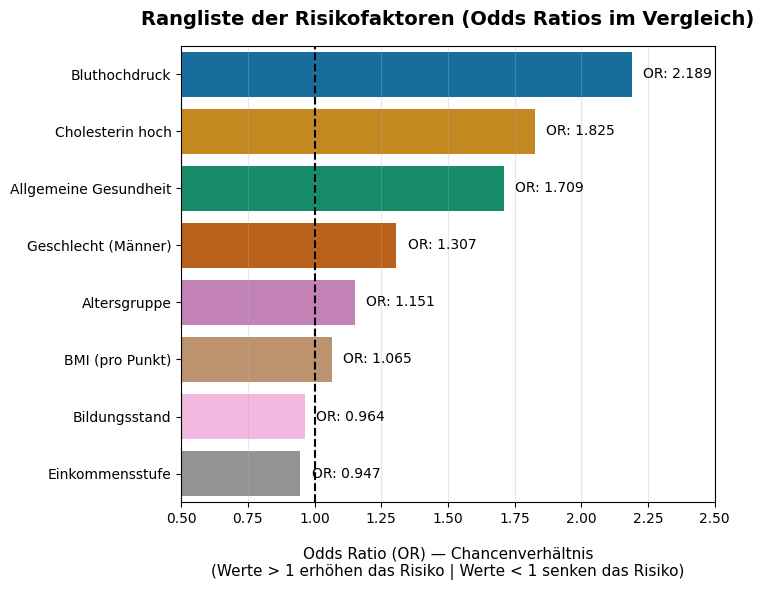 Rangliste der Risikofaktoren (Odds Ratios im Vergleich)
Bluthochdruck
OR: 2.189
Cholesterin hoch
OR: 1.825
Allgemeine Gesundheit
OR: 1.709
Geschlecht (Männer)
OR: 1.307
Altersgruppe
OR: 1.151
BMI (pro Punkt)
OR: 1.065
Bildungsstand
OR: 0.964
Einkommensstufe
OR: 0.947
0.50 0.75 1.00 1.25 1.50 1.75 2.00 2.25 2.50
Odds Ratio (OR) — Chancenverhältnis
(Werte > 1 erhöhen das Risiko | Werte < 1 senken das Risiko)